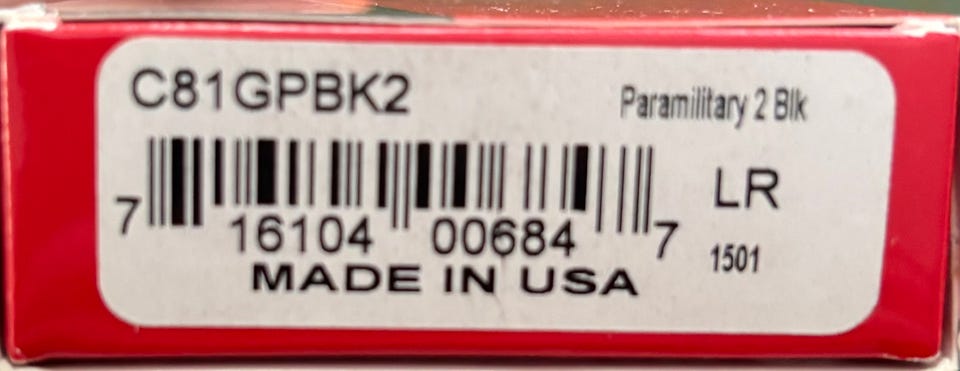 C81GPBK2
Paramilitary 2 Blk
LR
7 16104 00684 7
1501
MADE IN USA